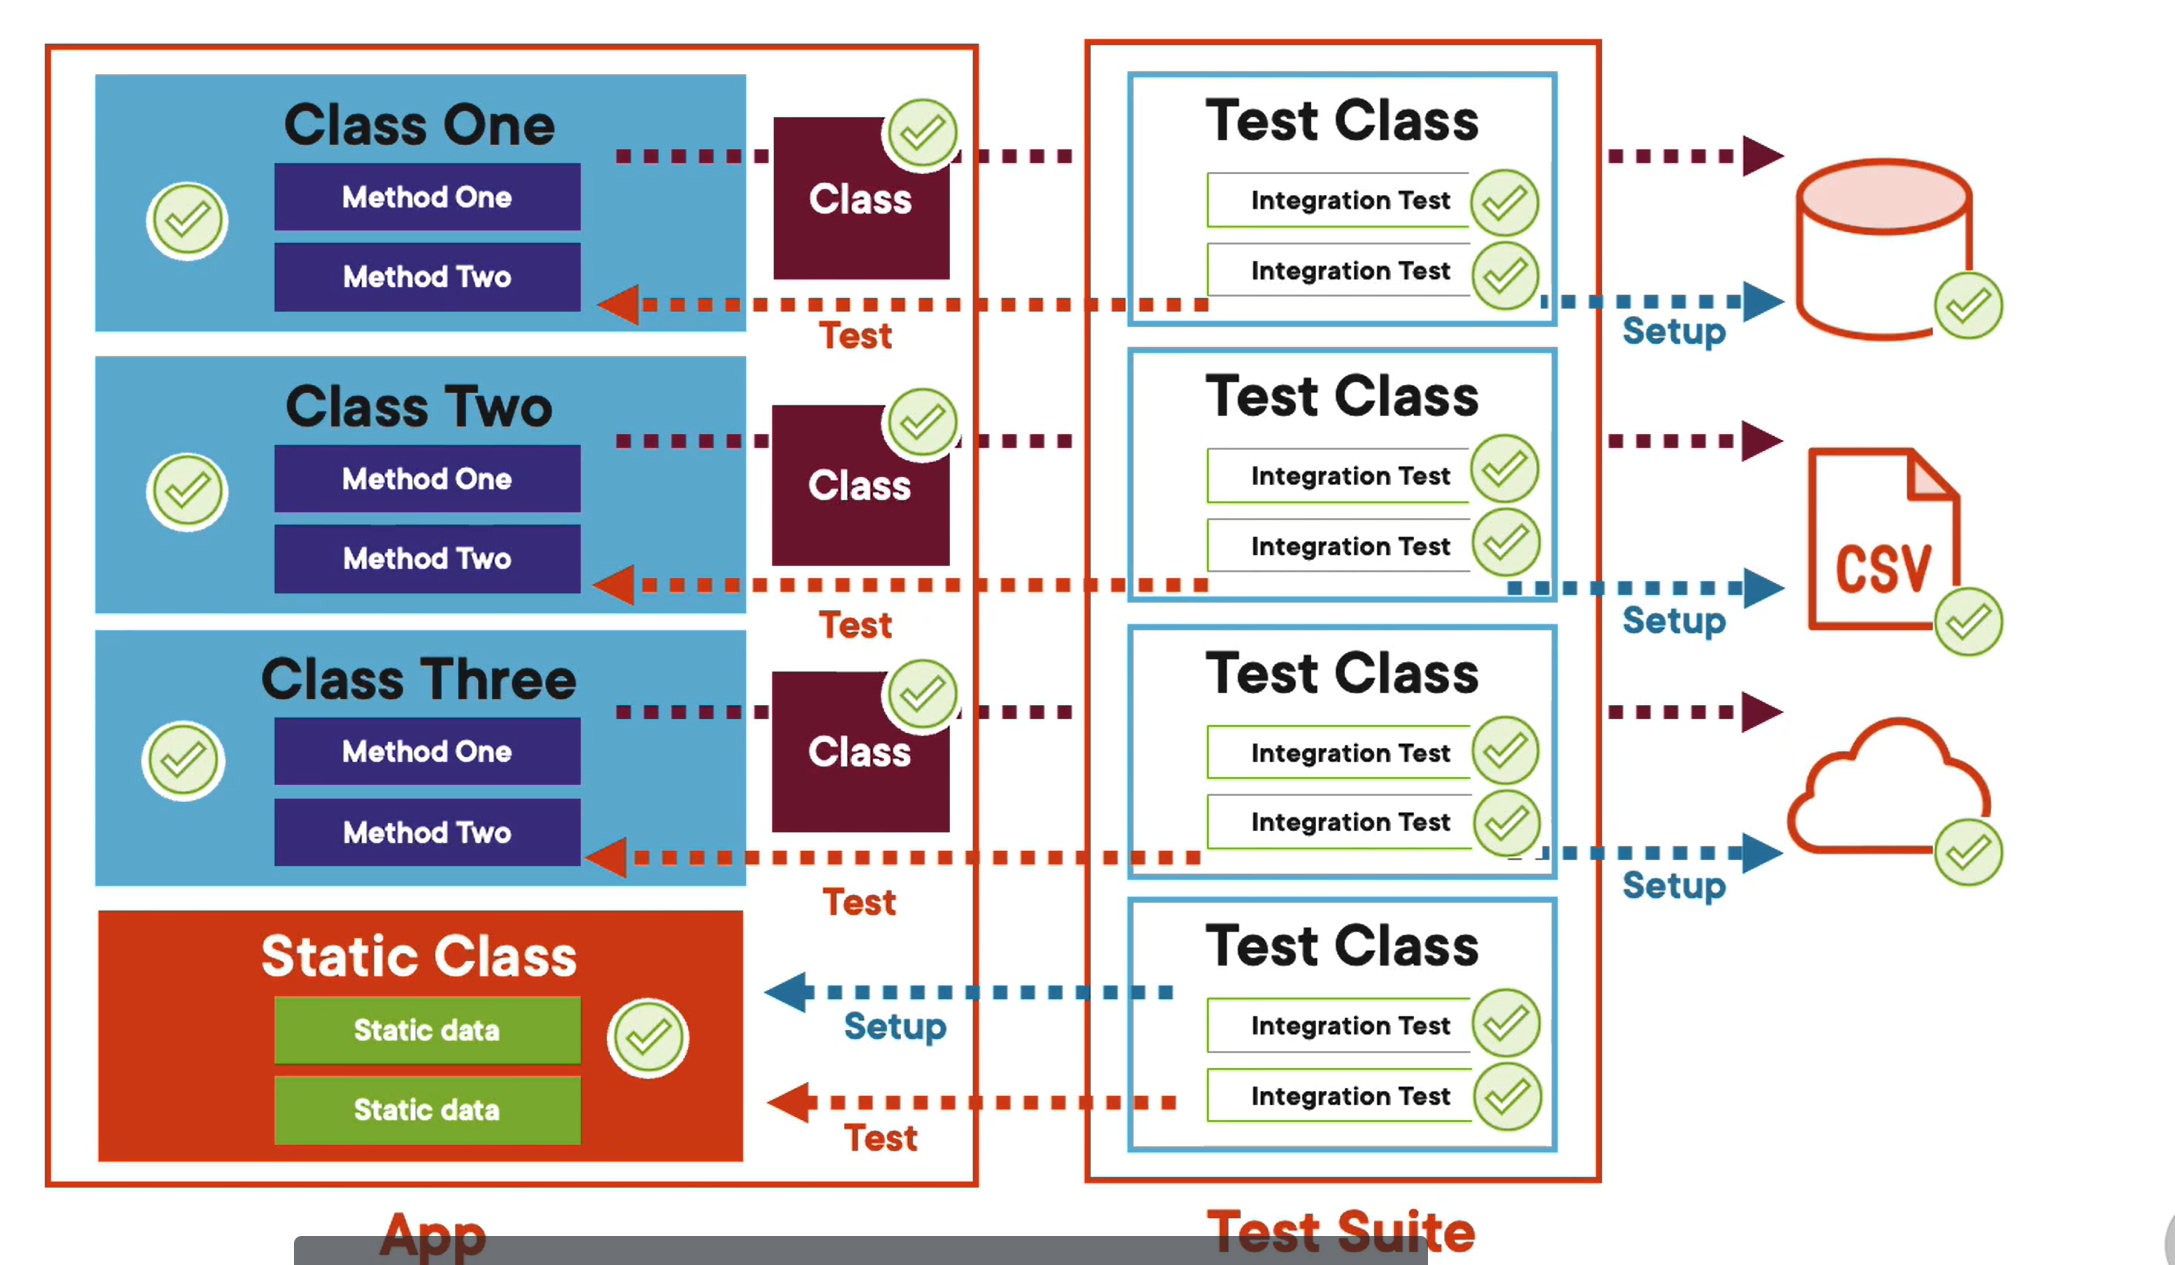 Class One
Method One
Method Two
Class
Test
Test Class
Integration Test
Integration Test
Setup
Class Two
Method One
Method Two
Class
Test
Test Class
Integration Test
Integration Test
Setup
CSV
Class Three
Method One
Method Two
Class
Test
Test Class
Integration Test
Integration Test
Setup
Static Class
Static data
Static data
Setup
Test
Test Class
Integration Test
Integration Test
App
Test Suite